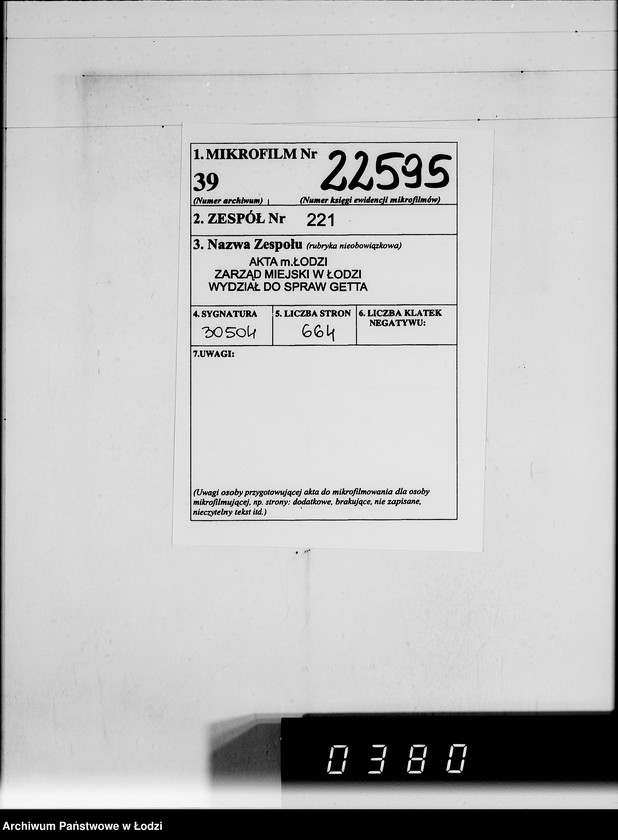 1. MIKROFILM Nr 22595
39
(Numer archiwum) (Numer księgi ewidencji mikrofilmów)
2. ZESPÓŁ Nr 221
3. Nazwa Zespołu (rubryka nieobowiązkowa)
AKTA m.ŁODZI
ZARZĄD MIEJSKI W ŁODZI
WYDZIAŁ DO SPRAW GETTA
4. SYGNATURA 5. LICZBA STRON 6. LICZBA KLATEK
NEGATYWU:
30504 664
7.UWAGI:
(Uwagi osoby przygotowującej akta do mikrofilmowania dla osoby
mikrofilmującej, np. strony: dodatkowe, brakujące, nie zapisane,
nieczytelny tekst itd.)
0380
Archiwum Państwowe w Łodzi